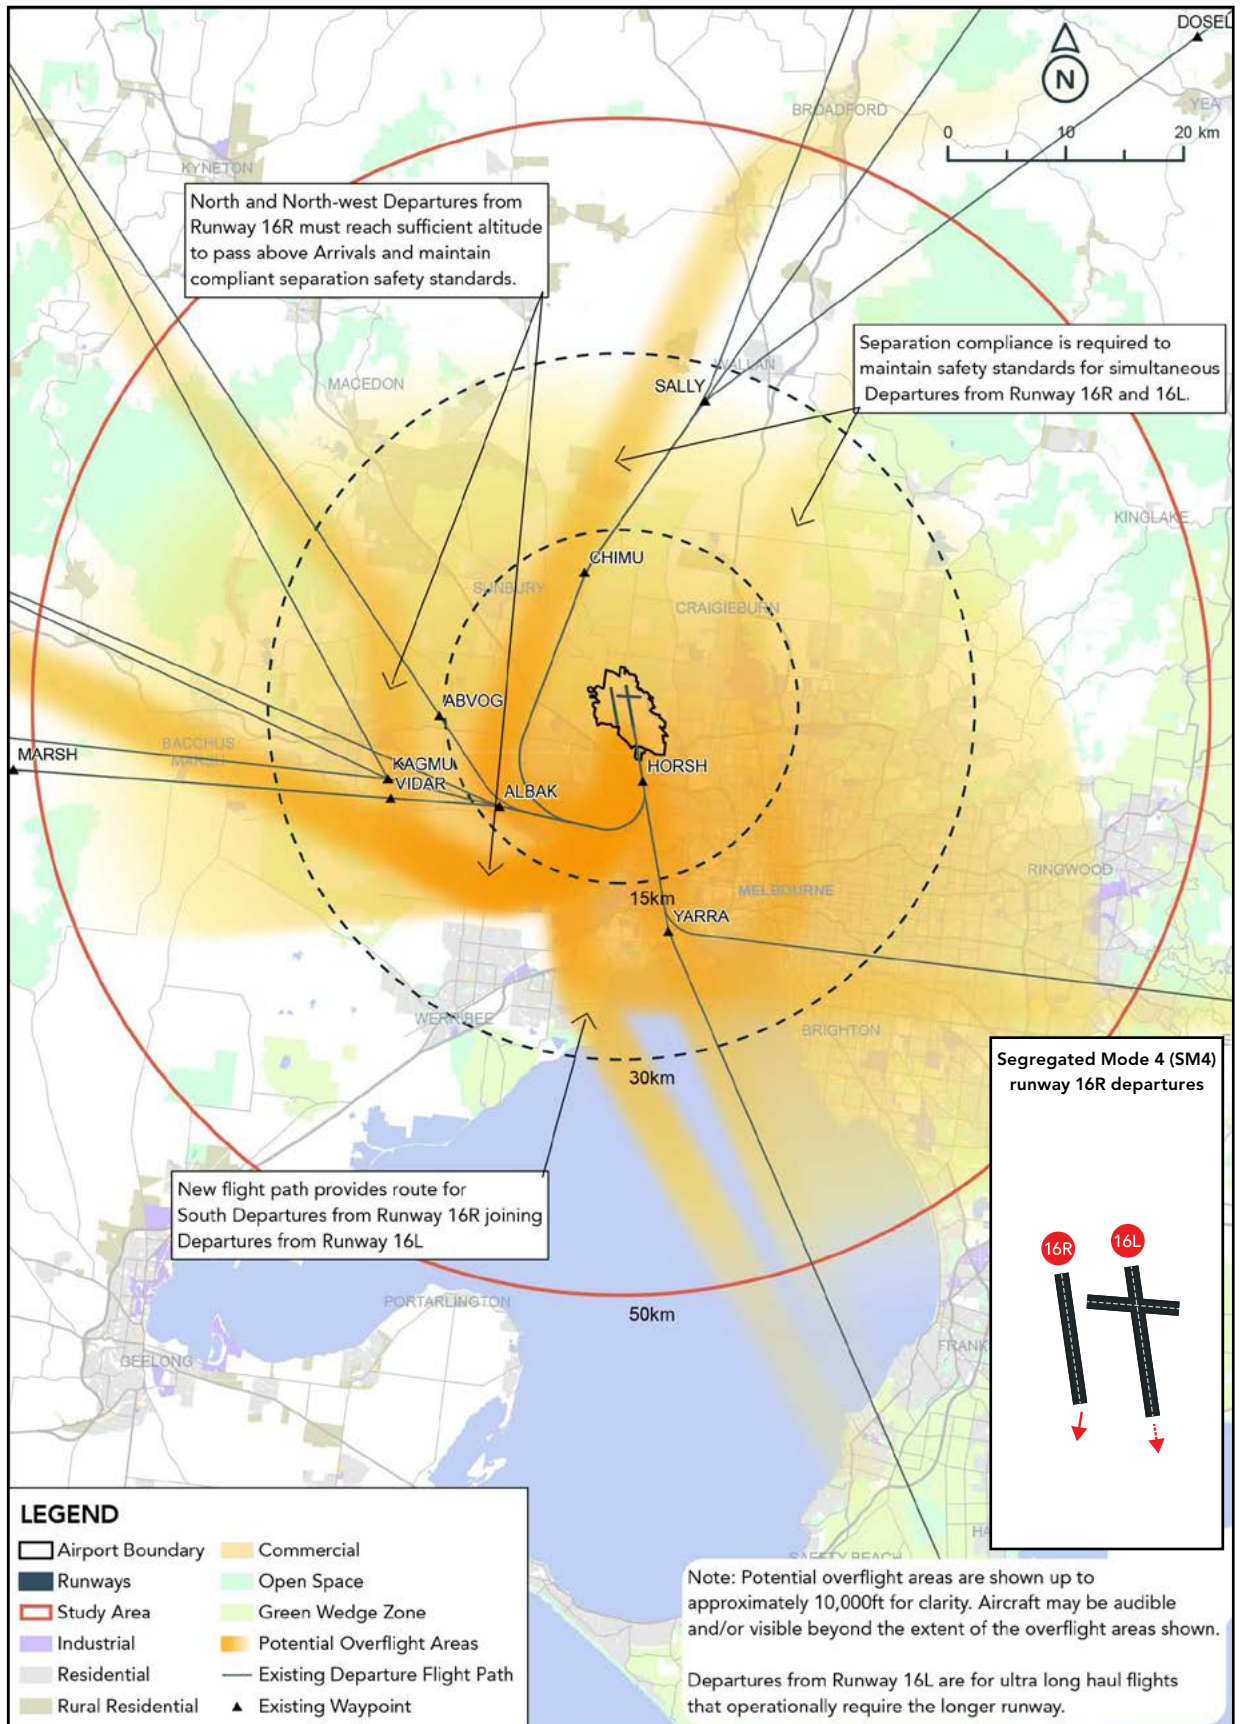 DOSEL
N
0
10
20 km
BROADFORD
YEA
KYNETON
North and North-west Departures from
Runway 16R must reach sufficient altitude
to pass above Arrivals and maintain
compliant separation safety standards.
Separation compliance is required to
maintain safety standards for simultaneous
Departures from Runway 16R and 16L.
WALLAN
MACEDON
SALLY
KINGLAKE
CHIMU
SUNBURY
CRAIGIEBURN
ABVOG
BACCHUS
MARSH
MARSH
KAGMU
VIDAR
ALBAK
HORSH
RINGWOOD
MELBOURNE
15km
YARRA
WERRIBEE
BRIGHTON
30km
Segregated Mode 4 (SM4)
runway 16R departures
16R
16L
New flight path provides route for
South Departures from Runway 16R joining
Departures from Runway 16L
PORTARLINGTON
50km
GEELONG
FRANK
HA
SAFETY BEACH
LEGEND
Airport Boundary
Runways
Study Area
Industrial
Residential
Rural Residential
Commercial
Open Space
Green Wedge Zone
Potential Overflight Areas
Existing Departure Flight Path
Existing Waypoint
Note: Potential overflight areas are shown up to
approximately 10,000ft for clarity. Aircraft may be audible
and/or visible beyond the extent of the overflight areas shown.
Departures from Runway 16L are for ultra long haul flights
that operationally require the longer runway.